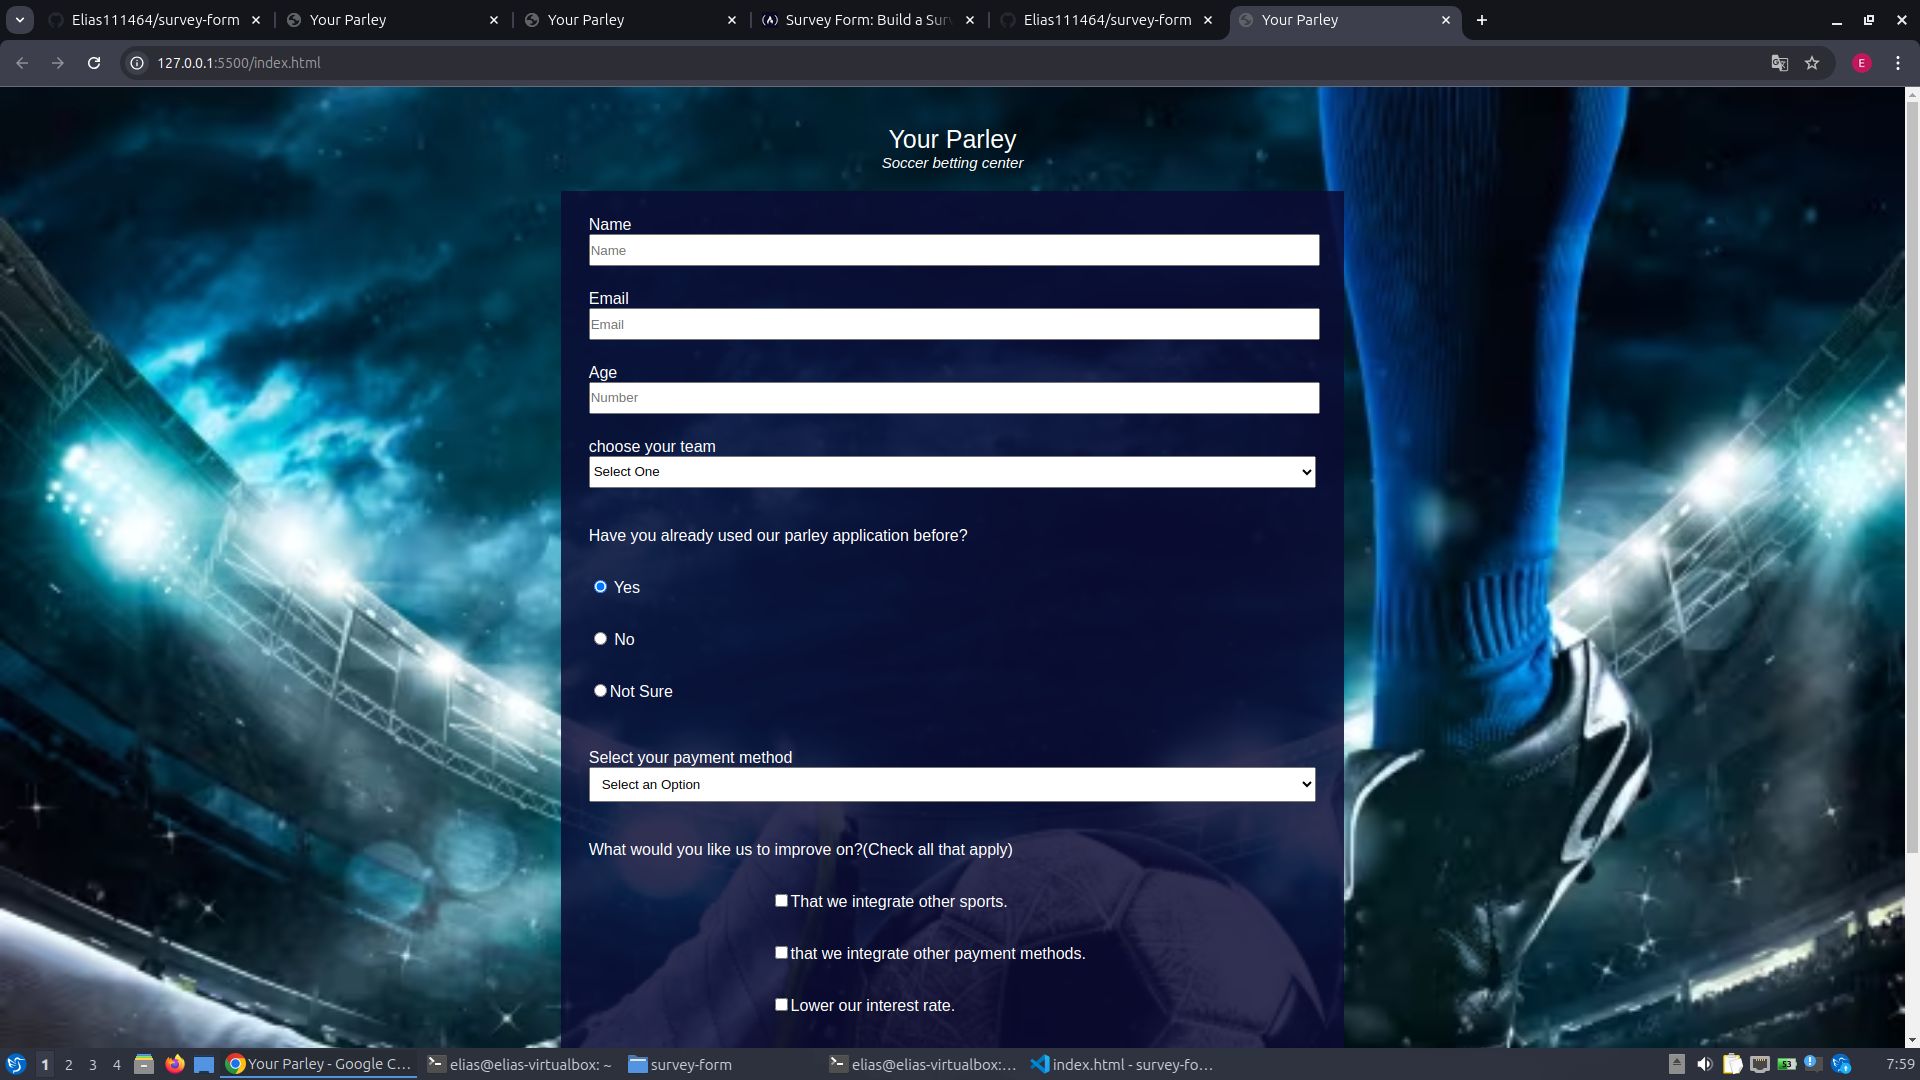 Elias111464/survey-form
Your Parley
Your Parley
Survey Form: Build a Sur
Elias111464/survey-form
Your Parley
127.0.0.1:5500/index.html
E
Your Parley
Soccer betting center
Name
Name
Email
Email
Age
Number
choose your team
Select One
Have you already used our parley application before?
Yes
No
Not Sure
Select your payment method
Select an Option
What would you like us to improve on?(Check all that apply)
That we integrate other sports.
that we integrate other payment methods.
Lower our interest rate.
1 2 3 4 Your Parley - Google C... elias@elias-virtualbox: ~ survey-form elias@elias-virtualbox:... index.html - survey-fo... 53 7:59